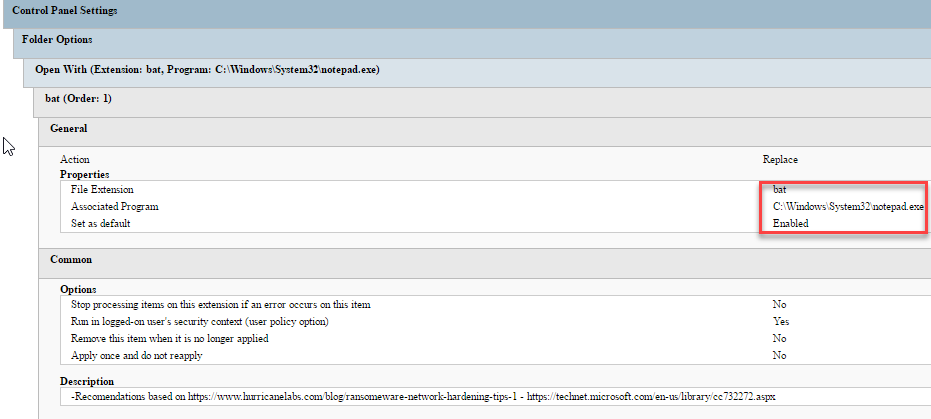 Control Panel Settings
Folder Options
Open With (Extension: bat, Program: C:\Windows\System32\notepad.exe)
bat (Order: 1)
General
Action Replace
Properties
File Extension bat
Associated Program C:\Windows\System32\notepad.exe
Set as default Enabled
Common
Options
Stop processing items on this extension if an error occurs on this item No
Run in logged-on user's security context (user policy option) Yes
Remove this item when it is no longer applied No
Apply once and do not reapply No
Description
-Recomendations based on https://www.hurricanelabs.com/blog/ransomeware-network-hardening-tips-1 - https://technet.microsoft.com/en-us/library/cc732272.aspx